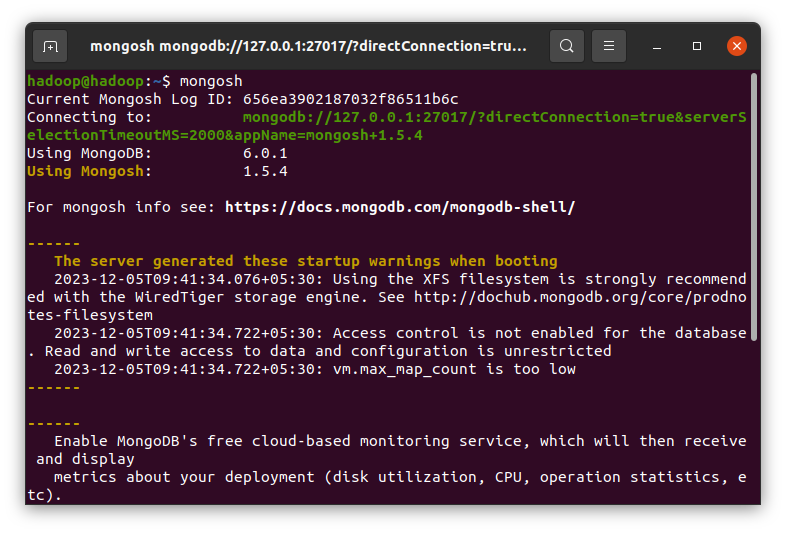 mongosh mongodb://127.0.0.1:27017/?directConnection=true…
hadoop@hadoop:~$ mongosh
Current Mongosh Log ID: 656ea3902187032f86511b6c
Connecting to:          mongodb://127.0.0.1:27017/?directConnection=true&serverS
electionTimeoutMS=2000&appName=mongosh+1.5.4
Using MongoDB:          6.0.1
Using Mongosh:          1.5.4
For mongosh info see: https://docs.mongodb.com/mongodb-shell/
------
   The server generated these startup warnings when booting
   2023-12-05T09:41:34.076+05:30: Using the XFS filesystem is strongly recommend
ed with the WiredTiger storage engine. See http://dochub.mongodb.org/core/prodno
tes-filesystem
   2023-12-05T09:41:34.722+05:30: Access control is not enabled for the database
. Read and write access to data and configuration is unrestricted
   2023-12-05T09:41:34.722+05:30: vm.max_map_count is too low
------
------
   Enable MongoDB's free cloud-based monitoring service, which will then receive
 and display
   metrics about your deployment (disk utilization, CPU, operation statistics, e
tc).